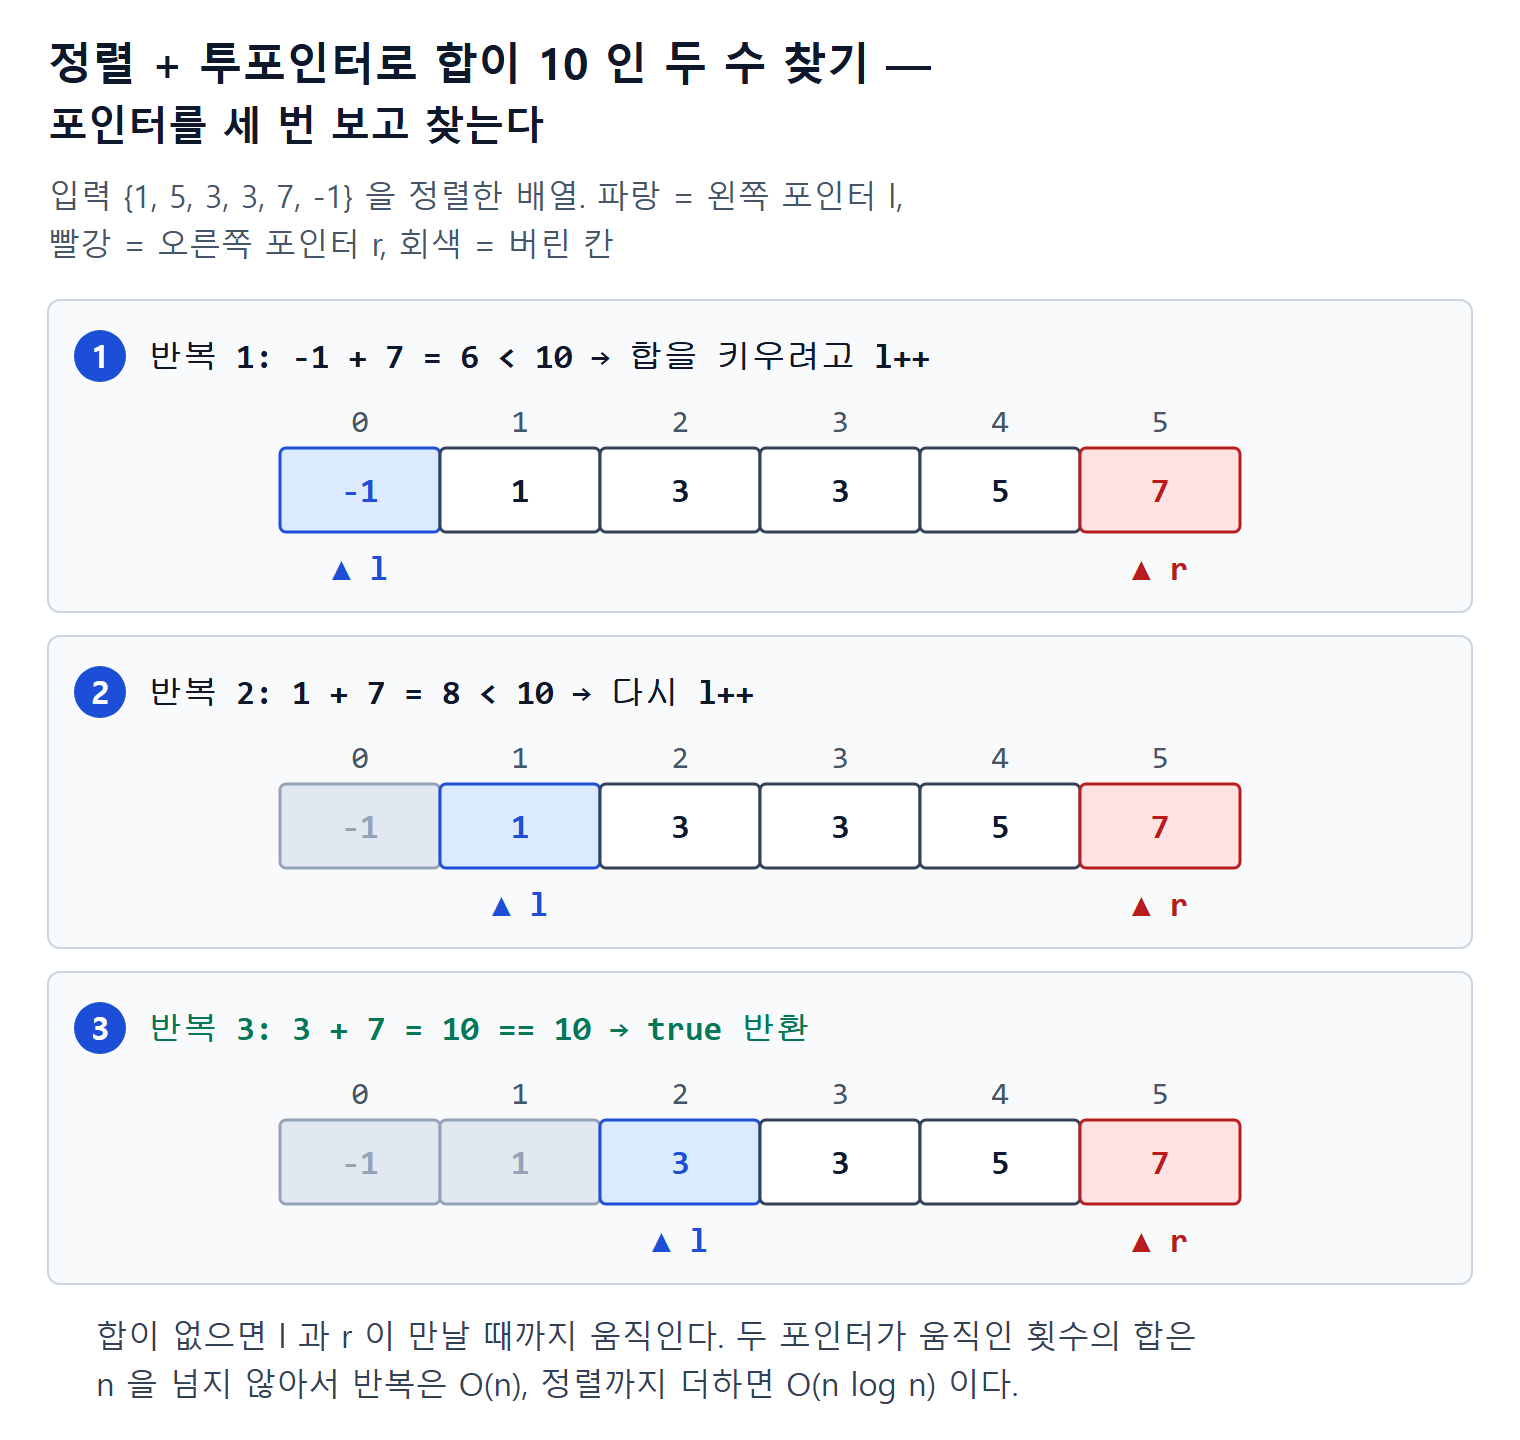 정렬 + 투포인터로 합이 10 인 두 수 찾기 —
포인터를 세 번 보고 찾는다
입력 {1, 5, 3, 3, 7, -1} 을 정렬한 배열. 파랑 = 왼쪽 포인터 l,
빨강 = 오른쪽 포인터 r, 회색 = 버린 칸
1 반복 1: -1 + 7 = 6 < 10 → 합을 키우려고 l++
0 1 2 3 4 5
-1 1 3 3 5 7
▲ l ▲ r
2 반복 2: 1 + 7 = 8 < 10 → 다시 l++
0 1 2 3 4 5
-1 1 3 3 5 7
▲ l ▲ r
3 반복 3: 3 + 7 = 10 == 10 → true 반환
0 1 2 3 4 5
-1 1 3 3 5 7
▲ l ▲ r
합이 없으면 l 과 r 이 만날 때까지 움직인다. 두 포인터가 움직인 횟수의 합은
n 을 넘지 않아서 반복은 O(n), 정렬까지 더하면 O(n log n) 이다.